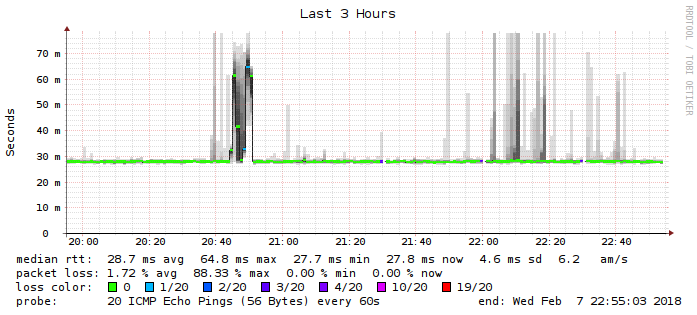 Last 3 Hours
RRDTOOL / TOBI OETIKER
Seconds
70 m
60 m
50 m
40 m
30 m
20 m
10 m
0
20:00 20:20 20:40 21:00 21:20 21:40 22:00 22:20 22:40
median rtt: 28.7 ms avg 64.8 ms max 27.7 ms min 27.8 ms now 4.6 ms sd 6.2 am/s
packet loss: 1.72 % avg 88.33 % max 0.00 % min 0.00 % now
loss color: 0 1/20 2/20 3/20 4/20 10/20 19/20
probe: 20 ICMP Echo Pings (56 Bytes) every 60s end: Wed Feb 7 22:55:03 2018